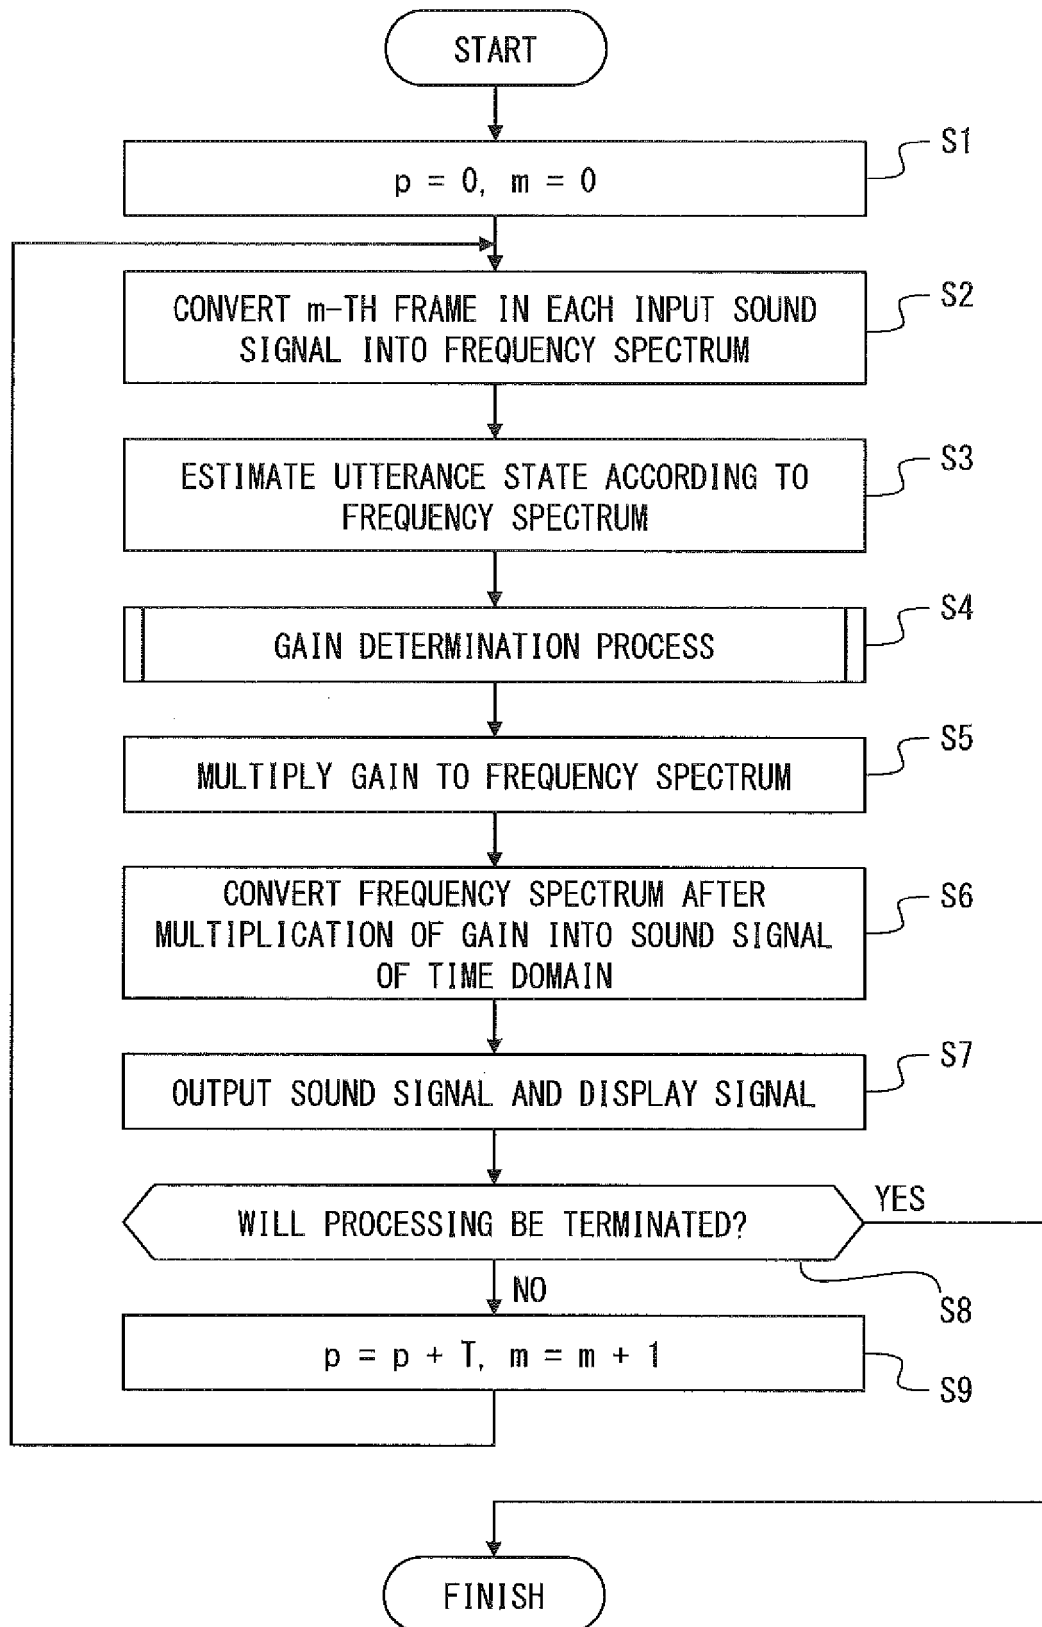 START
S1
p = 0, m = 0
S2
CONVERT m-TH FRAME IN EACH INPUT SOUND
SIGNAL INTO FREQUENCY SPECTRUM
S3
ESTIMATE UTTERANCE STATE ACCORDING TO
FREQUENCY SPECTRUM
S4
GAIN DETERMINATION PROCESS
S5
MULTIPLY GAIN TO FREQUENCY SPECTRUM
S6
CONVERT FREQUENCY SPECTRUM AFTER
MULTIPLICATION OF GAIN INTO SOUND SIGNAL
OF TIME DOMAIN
S7
OUTPUT SOUND SIGNAL AND DISPLAY SIGNAL
YES
WILL PROCESSING BE TERMINATED?
NO
S8
p = p + T, m = m + 1
S9
FINISH